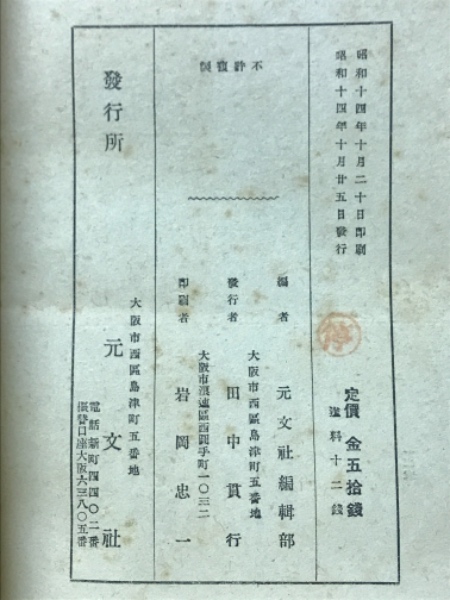 昭和十四年十月二十日印刷
昭和十四年十月廿五日發行
定價 金五拾錢
送料十二錢
停
不許複製
編者 元文社編輯部
大阪市西區島津町五番地
發行者 田中貫行
大阪市浪速區西圓手町一〇三二
印刷者 岩岡忠一
發行所
大阪市西區島津町五番地
元文社
電話新町四四〇二番
振替口座大阪六三八〇五番